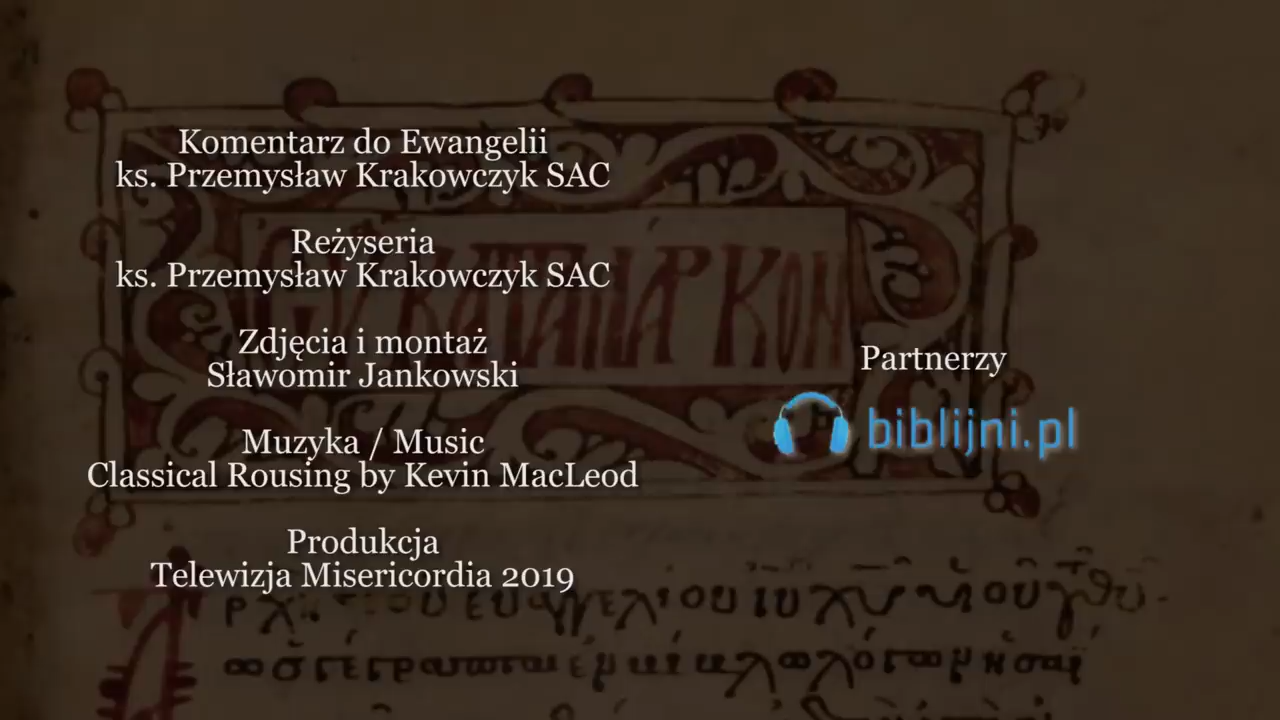 Komentarz do Ewangelii
ks. Przemysław Krakowczyk SAC
Reżyseria
ks. Przemysław Krakowczyk SAC
Zdjęcia i montaż
Sławomir Jankowski
Muzyka / Music
Classical Rousing by Kevin MacLeod
Produkcja
Telewizja Misericordia 2019
Partnerzy
biblijni.pl